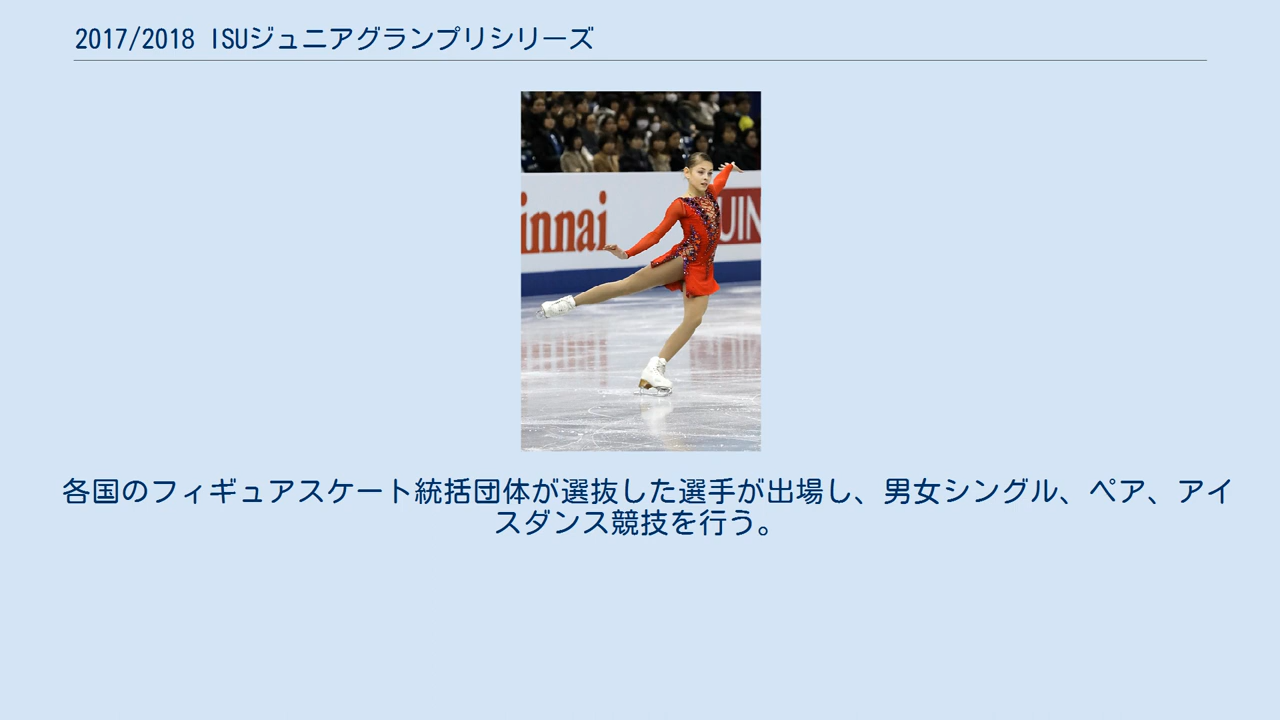 2017/2018 ISUジュニアグランプリシリーズ
innai
UIN
各国のフィギュアスケート統括団体が選抜した選手が出場し、男女シングル、ペア、アイ
スダンス競技を行う。